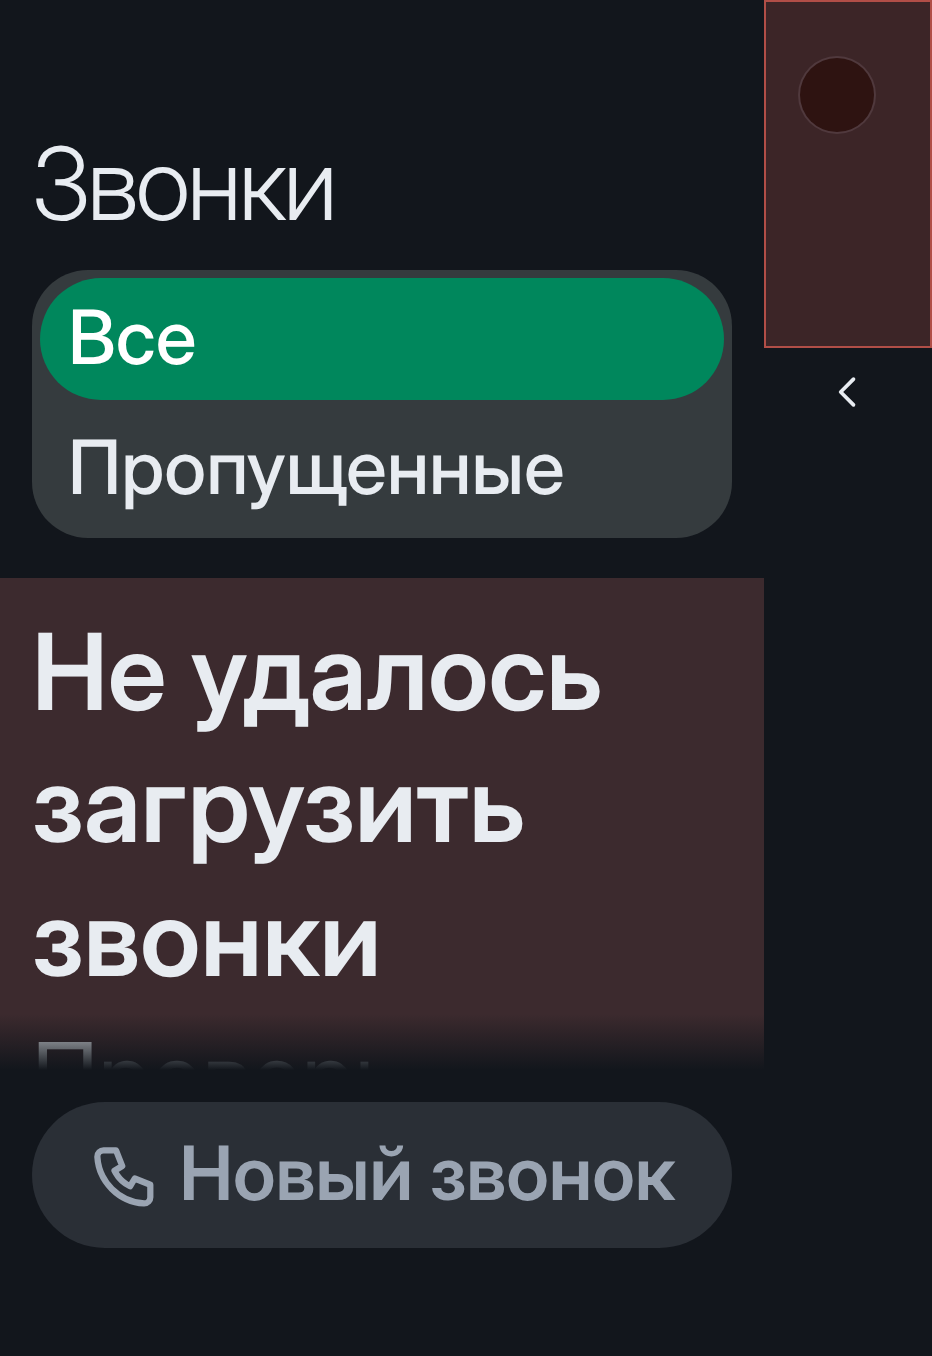 Звонки
Все
Пропущенные
Не удалось
загрузить
звонки
Новый звонок